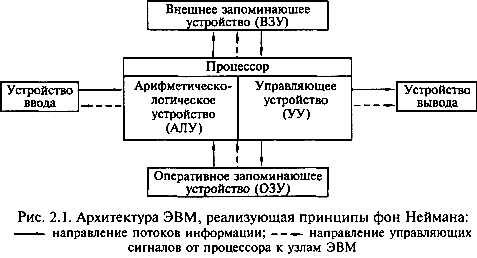 Внешнее запоминающее
устройство (ВЗУ)
Процессор
Устройство
ввода
Арифметическо-
логическое
устройство
(АЛУ)
Управляющее
устройство
(УУ)
Устройство
вывода
Оперативное запоминающее
устройство (ОЗУ)
Рис. 2.1. Архитектура ЭВМ, реализующая принципы фон Неймана:
— направление потоков информации; --- направление управляющих
сигналов от процессора к узлам ЭВМ